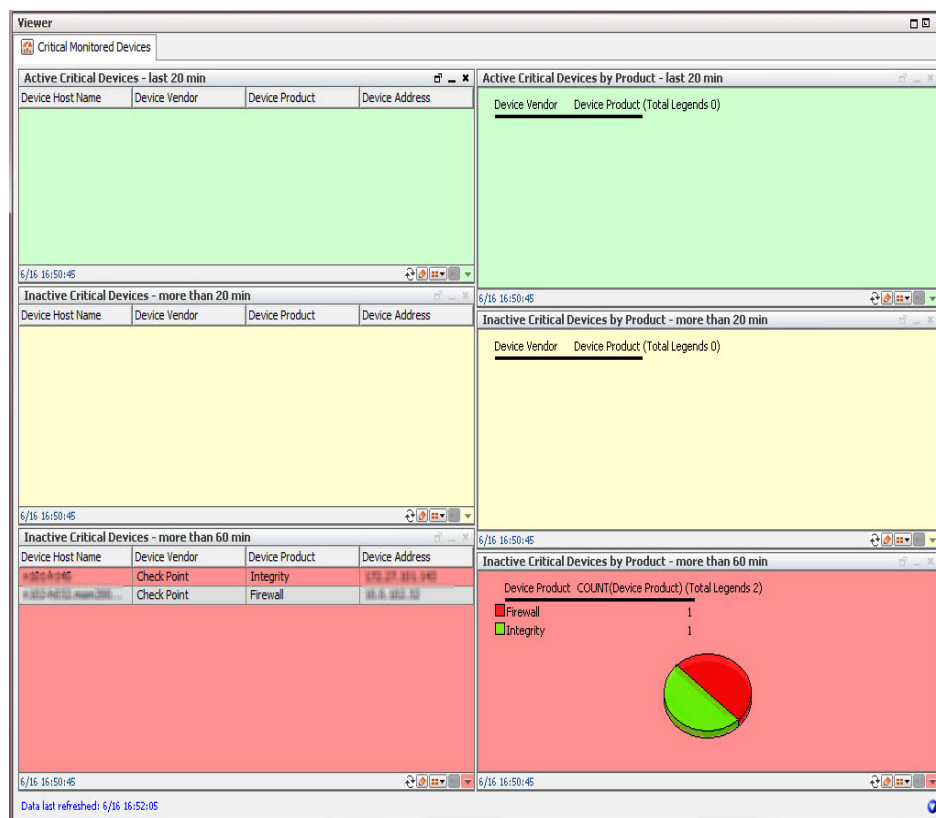 Viewer
Critical Monitored Devices
Active Critical Devices - last 20 min
Device Host Name Device Vendor Device Product Device Address
6/16 16:50:45
Active Critical Devices by Product - last 20 min
Device Vendor Device Product (Total Legends 0)
6/16 16:50:45
Inactive Critical Devices - more than 20 min
Device Host Name Device Vendor Device Product Device Address
6/16 16:50:45
Inactive Critical Devices by Product - more than 20 min
Device Vendor Device Product (Total Legends 0)
6/16 16:50:45
Inactive Critical Devices - more than 60 min
Device Host Name Device Vendor Device Product Device Address
Check Point Integrity
Check Point Firewall
6/16 16:50:45
Inactive Critical Devices by Product - more than 60 min
Device Product COUNT(Device Product) (Total Legends 2)
Firewall 1
Integrity 1
6/16 16:50:45
Data last refreshed: 6/16 16:52:05